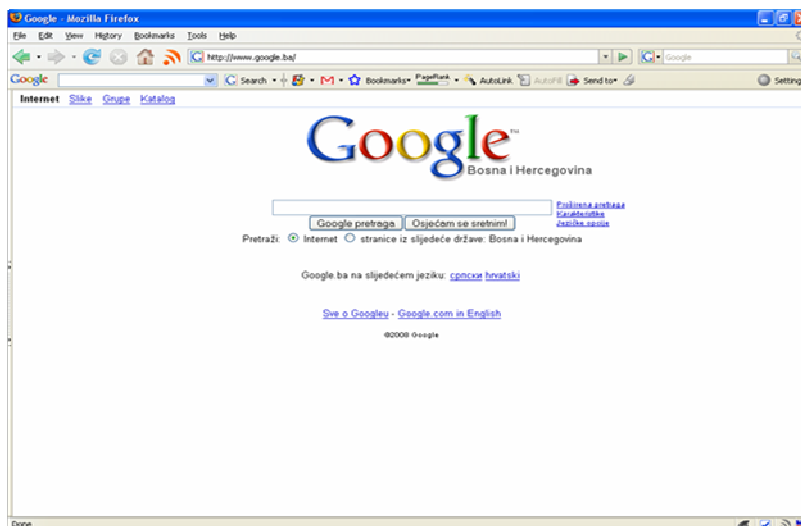 Google - Mozilla Firefox
File Edit View History Bookmarks Tools Help
http://www.google.ba/ Google
Google Search Bookmarks PageRank AutoLink AutoFill Send to Setting
Internet Slike Grupe Katalog
Google™
Bosna i Hercegovina
Proširena pretraga
Karakteristike
Google pretraga Osjećam se sretnim! Jezičke opcije
Pretraži: Internet stranice iz slijedeće države: Bosna i Hercegovina
Google.ba na slijedećem jeziku: српски hrvatski
Sve o Googleu - Google.com in English
©2008 Google
Done